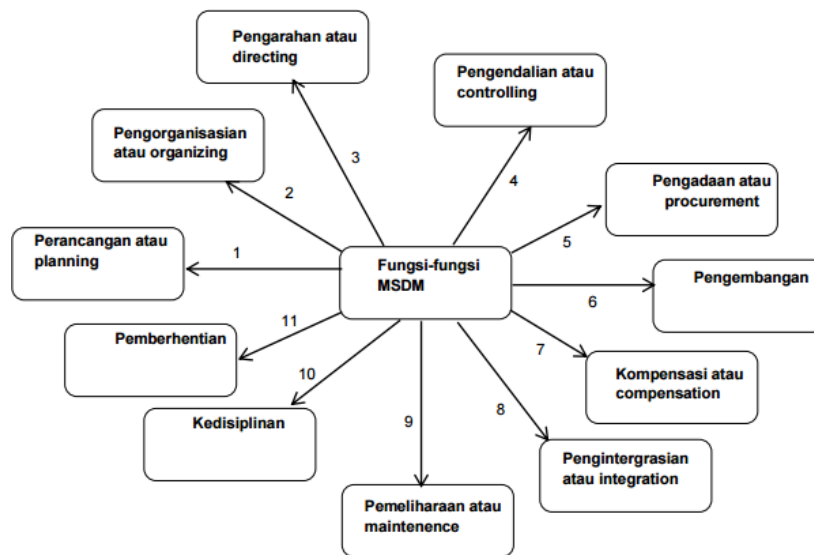 Pengarahan atau
directing
Pengendalian atau
controlling
Pengorganisasian
atau organizing
3
4
Pengadaan atau
procurement
2
5
Perancangan atau
planning
1
Fungsi-fungsi
MSDM
Pengembangan
6
11
Pemberhentian
7
10
Kompensasi atau
compensation
Kedisiplinan
9
8
Pengintergrasian
atau integration
Pemeliharaan atau
maintenence